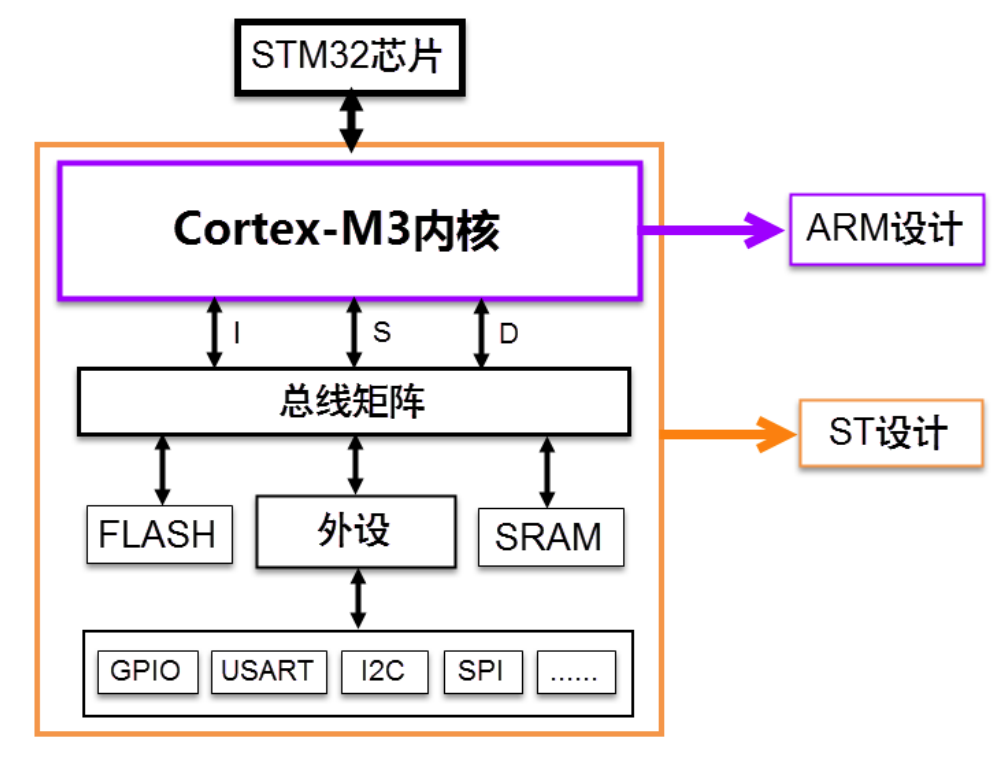 STM32芯片
Cortex-M3内核
ARM设计
I
S
D
总线矩阵
ST设计
FLASH
外设
SRAM
GPIO
USART
I2C
SPI
......